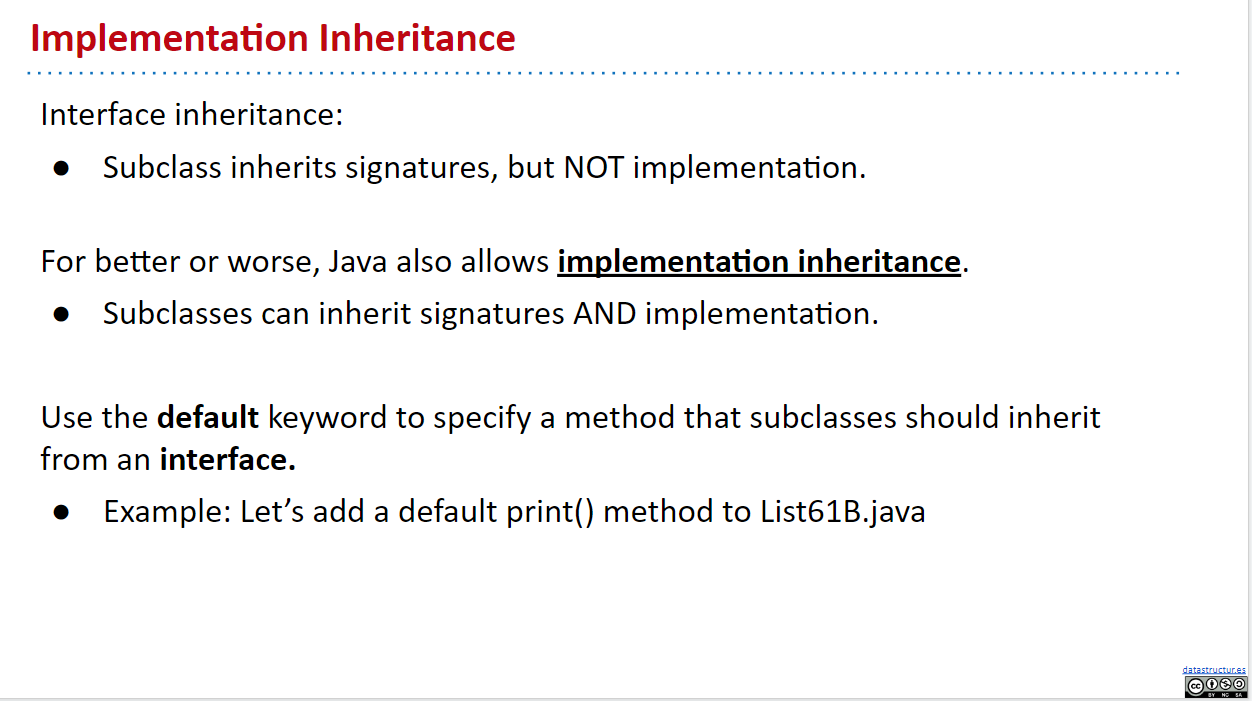 Implementation Inheritance
Interface inheritance:
● Subclass inherits signatures, but NOT implementation.
For better or worse, Java also allows implementation inheritance.
● Subclasses can inherit signatures AND implementation.
Use the default keyword to specify a method that subclasses should inherit
from an interface.
● Example: Let’s add a default print() method to List61B.java
datastructur.es
cc
BY NC SA